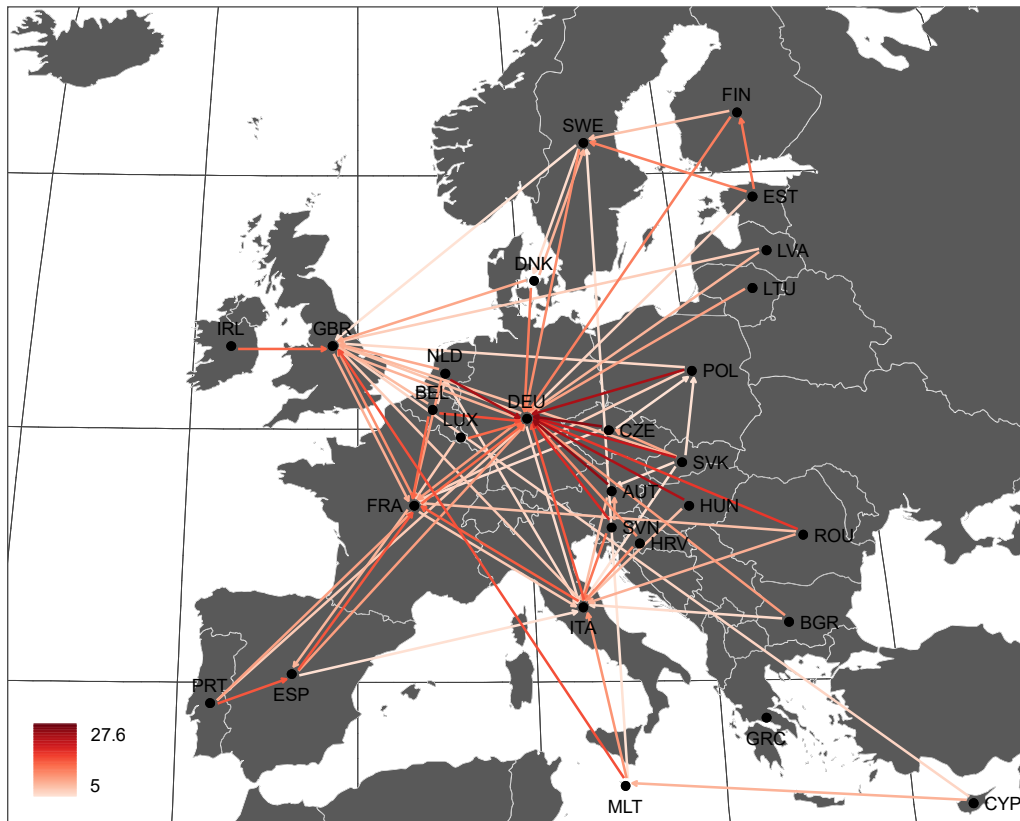 FIN
SWE
EST
LVA
DNK
LTU
IRL
GBR
NLD
POL
BEL
DEU
LUX
CZE
SVK
AUT
FRA
HUN
SVN
ROU
HRV
ITA
BGR
PRT
ESP
GRC
27.6
5
MLT
CYP